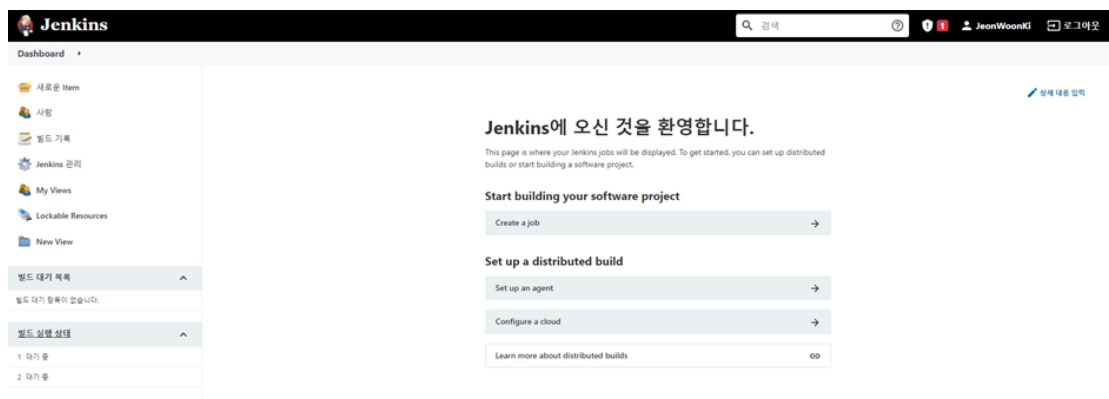 Jenkins
검색
1
JeonWoonKi
로그아웃
Dashboard
새로운 Item
사람
빌드 기록
Jenkins 관리
My Views
Lockable Resources
New View
빌드 대기 목록
빌드 대기 항목이 없습니다.
빌드 실행 상태
1 대기 중
2 대기 중
상세 내용 입력
Jenkins에 오신 것을 환영합니다.
This page is where your Jenkins jobs will be displayed. To get started, you can set up distributed
builds or start building a software project.
Start building your software project
Create a job
Set up a distributed build
Set up an agent
Configure a cloud
Learn more about distributed builds